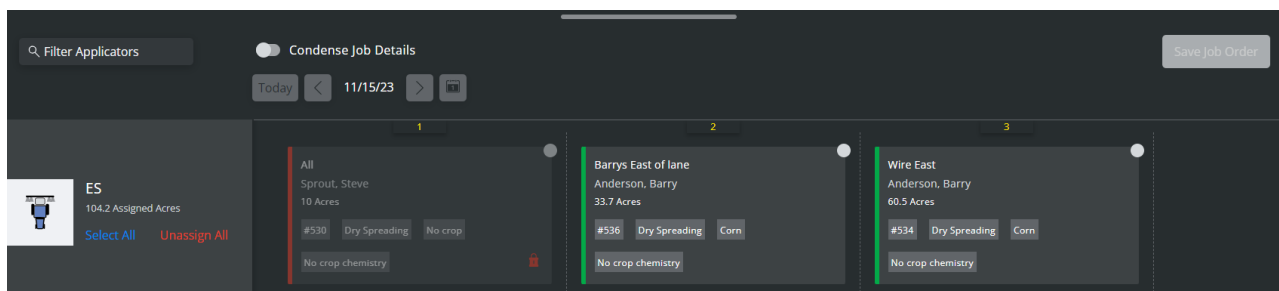 Filter Applicators
Condense Job Details
Save Job Order
Today
11/15/23
ES
104.2 Assigned Acres
Select All Unassign All
1
All
Sprout, Steve
10 Acres
#530 Dry Spreading No crop
No crop chemistry
2
Barrys East of lane
Anderson, Barry
33.7 Acres
#536 Dry Spreading Corn
No crop chemistry
3
Wire East
Anderson, Barry
60.5 Acres
#534 Dry Spreading Corn
No crop chemistry